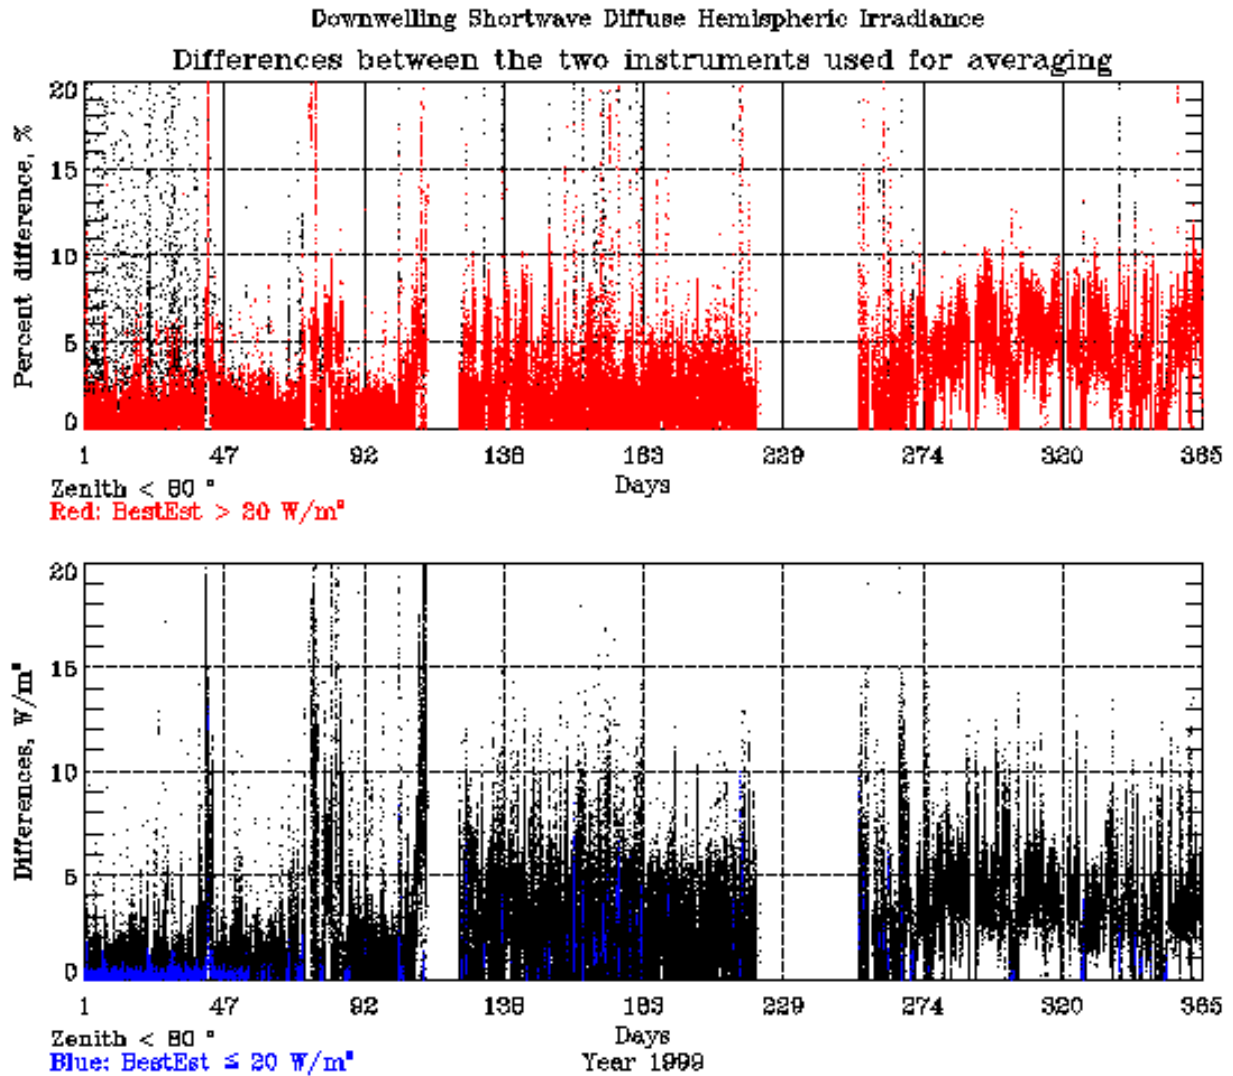 Downwelling Shortwave Diffuse Hemispheric Irradiance
Differences between the two instruments used for averaging
20
15
10
5
0
Percent difference, %
1 47 92 138 183 229 274 320 365
Days
Zenith < 80 °
Red: BestEst > 20 W/m²
20
15
10
5
0
Differences, W/m²
1 47 92 138 183 229 274 320 365
Days
Zenith < 80 °
Blue: BestEst ≤ 20 W/m²
Year 1999